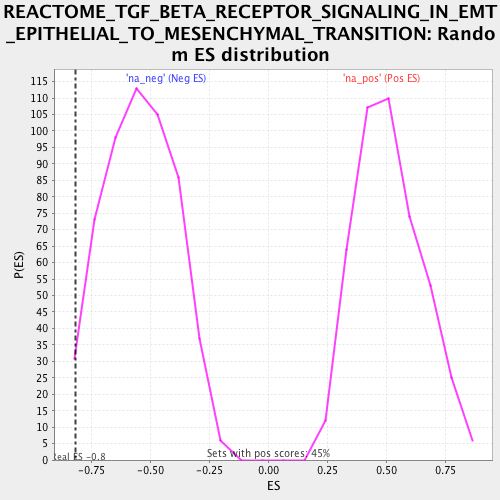 REACTOME_TGF_BETA_RECEPTOR_SIGNALING_IN_EMT
_EPITHELIAL_TO_MESENCHYMAL_TRANSITION: Rando
m ES distribution
'na_neg' (Neg ES) 'na_pos' (Pos ES)
115
110
105
100
95
90
85
80
75
70
65
60
55
50
45
40
35
30
25
20
15
10
5
0
P(ES)
Real ES -0.8
Sets with pos scores: 45%
-0.75 -0.50 -0.25 0.00 0.25 0.50 0.75
ES